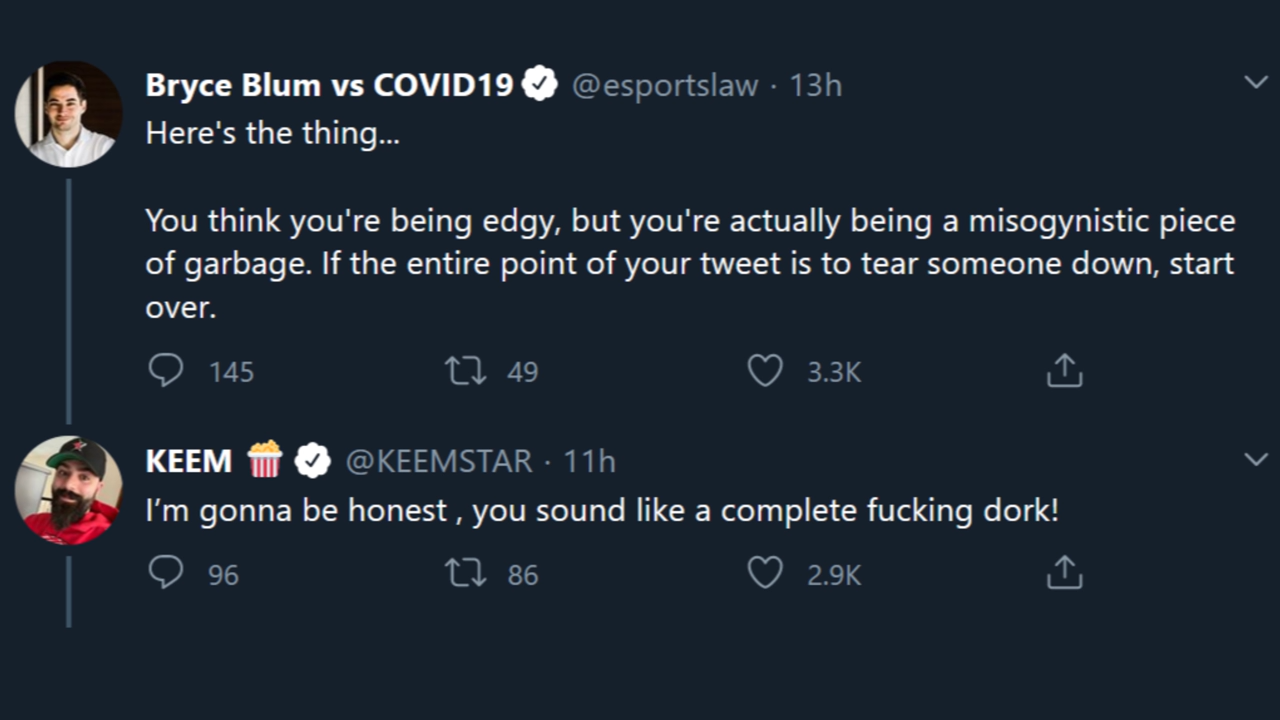 Bryce Blum vs COVID19 @esportslaw · 13h
Here's the thing...
You think you're being edgy, but you're actually being a misogynistic piece
of garbage. If the entire point of your tweet is to tear someone down, start
over.
145 49 3.3K
KEEM 🍿 @KEEMSTAR · 11h
I’m gonna be honest , you sound like a complete fucking dork!
96 86 2.9K